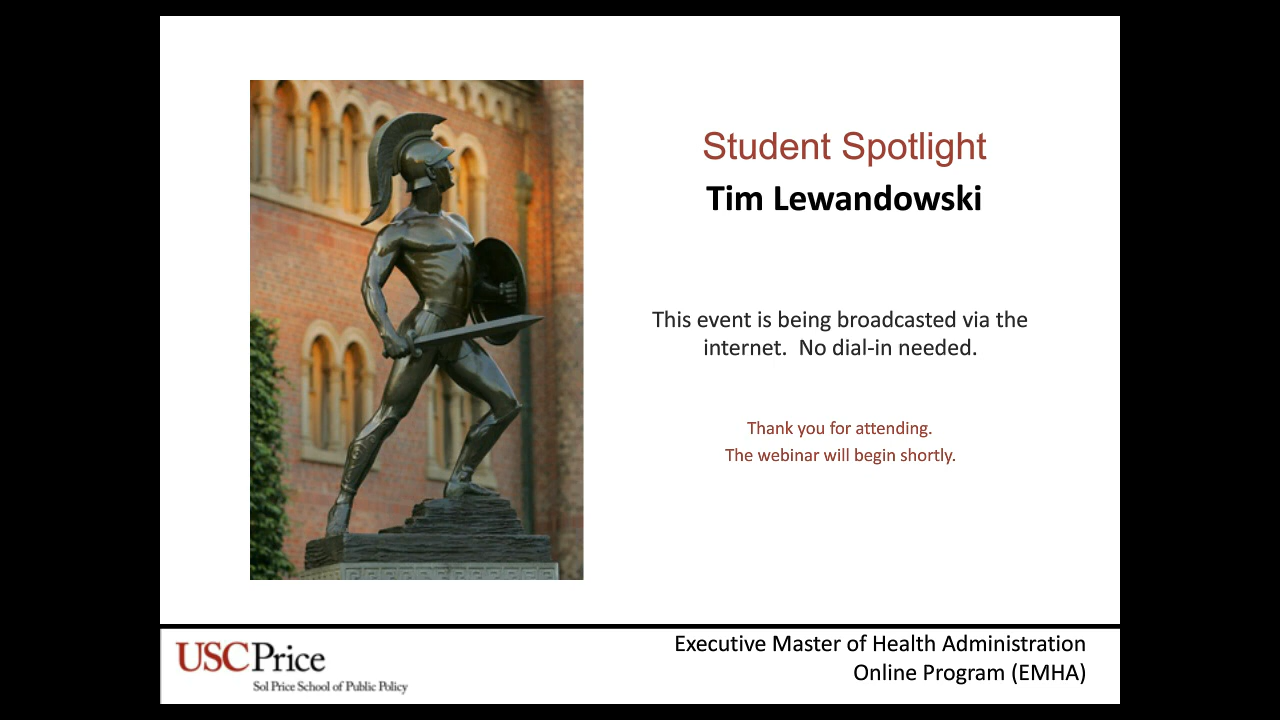 Student Spotlight
Tim Lewandowski
This event is being broadcasted via the
internet.  No dial-in needed.
Thank you for attending.
The webinar will begin shortly.
USCPrice
Sol Price School of Public Policy
Executive Master of Health Administration
Online Program (EMHA)